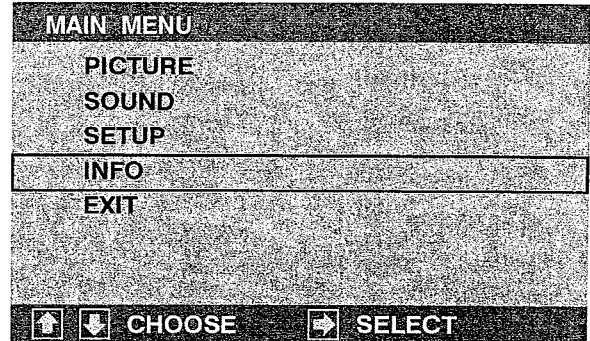 MAIN MENU
PICTURE
SOUND
SETUP
INFO
EXIT
CHOOSE SELECT